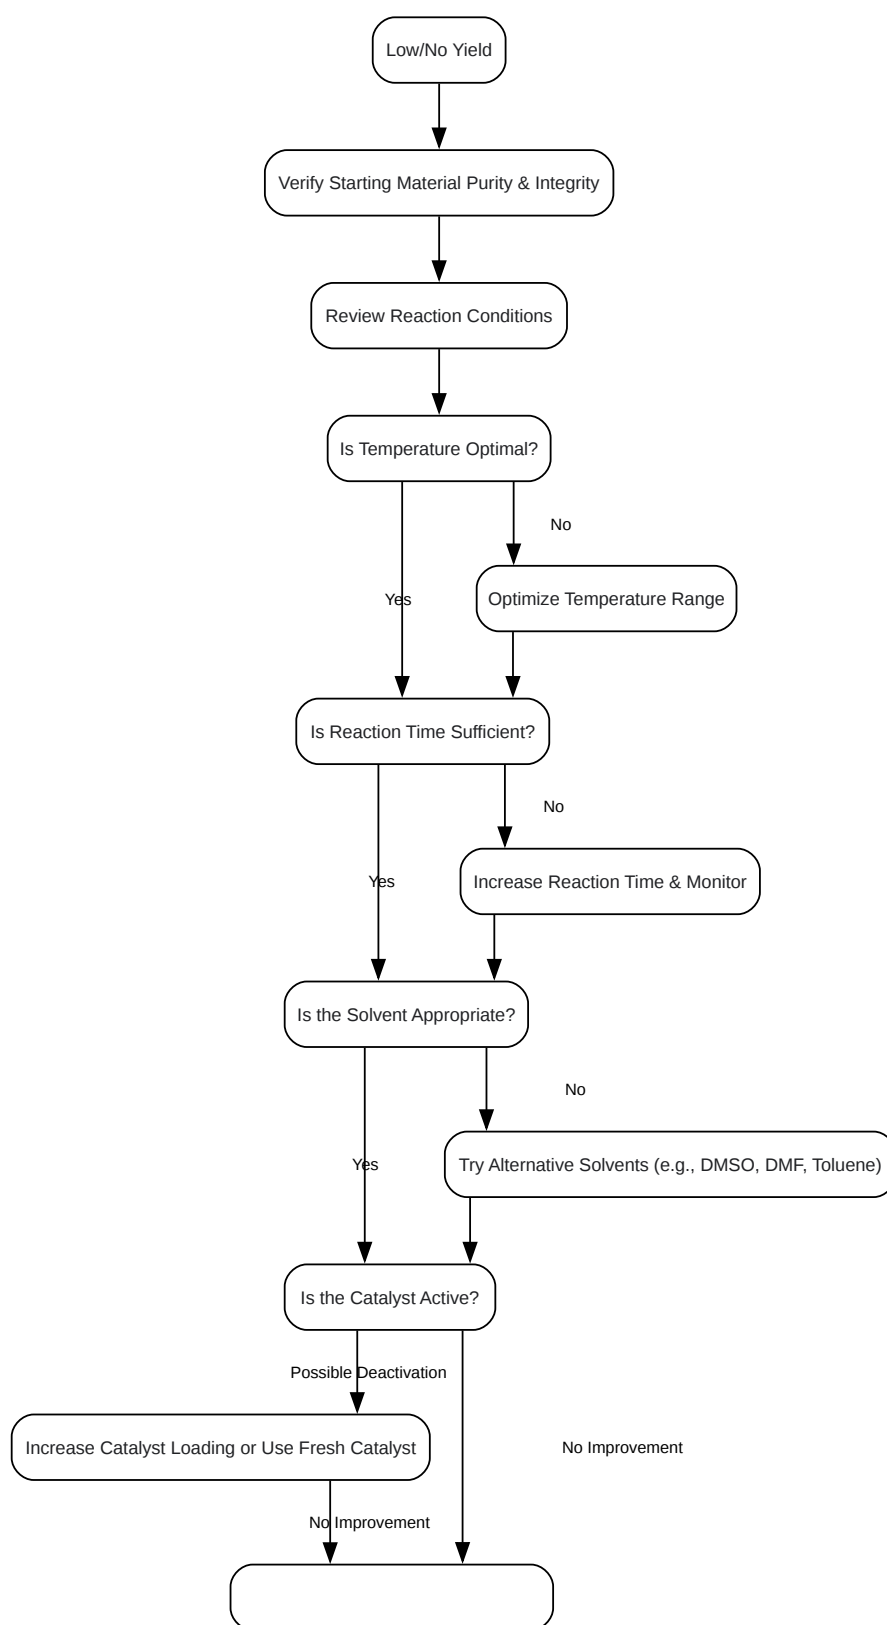 Low/No Yield
Verify Starting Material Purity & Integrity
Review Reaction Conditions
Is Temperature Optimal?
No
Yes
Optimize Temperature Range
Is Reaction Time Sufficient?
No
Yes
Increase Reaction Time & Monitor
Is the Solvent Appropriate?
No
Yes
Try Alternative Solvents (e.g., DMSO, DMF, Toluene)
Is the Catalyst Active?
Possible Deactivation
Increase Catalyst Loading or Use Fresh Catalyst
No Improvement
No Improvement